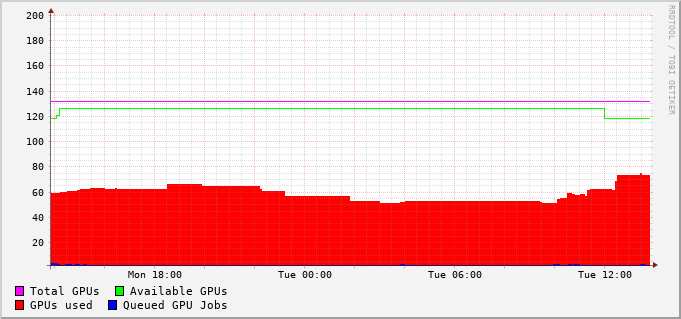 200
180
160
140
120
100
80
60
40
20
Mon 18:00 Tue 00:00 Tue 06:00 Tue 12:00
Total GPUs Available GPUs
GPUs used Queued GPU Jobs
RRDTOOL / TOBI OETIKER